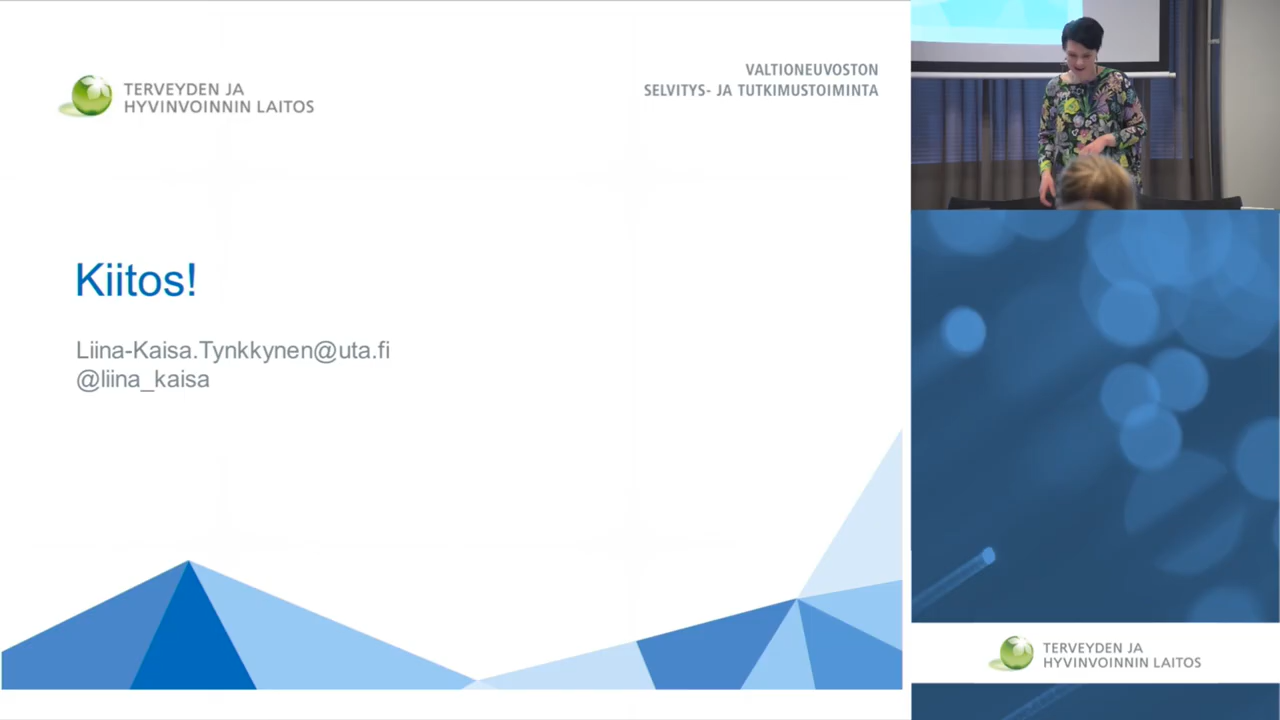 TERVEYDEN JA
HYVINVOINNIN LAITOS
VALTIONEUVOSTON
SELVITYS- JA TUTKIMUSTOIMINTA
Kiitos!
Liina-Kaisa.Tynkkynen@uta.fi
@liina_kaisa
TERVEYDEN JA
HYVINVOINNIN LAITOS